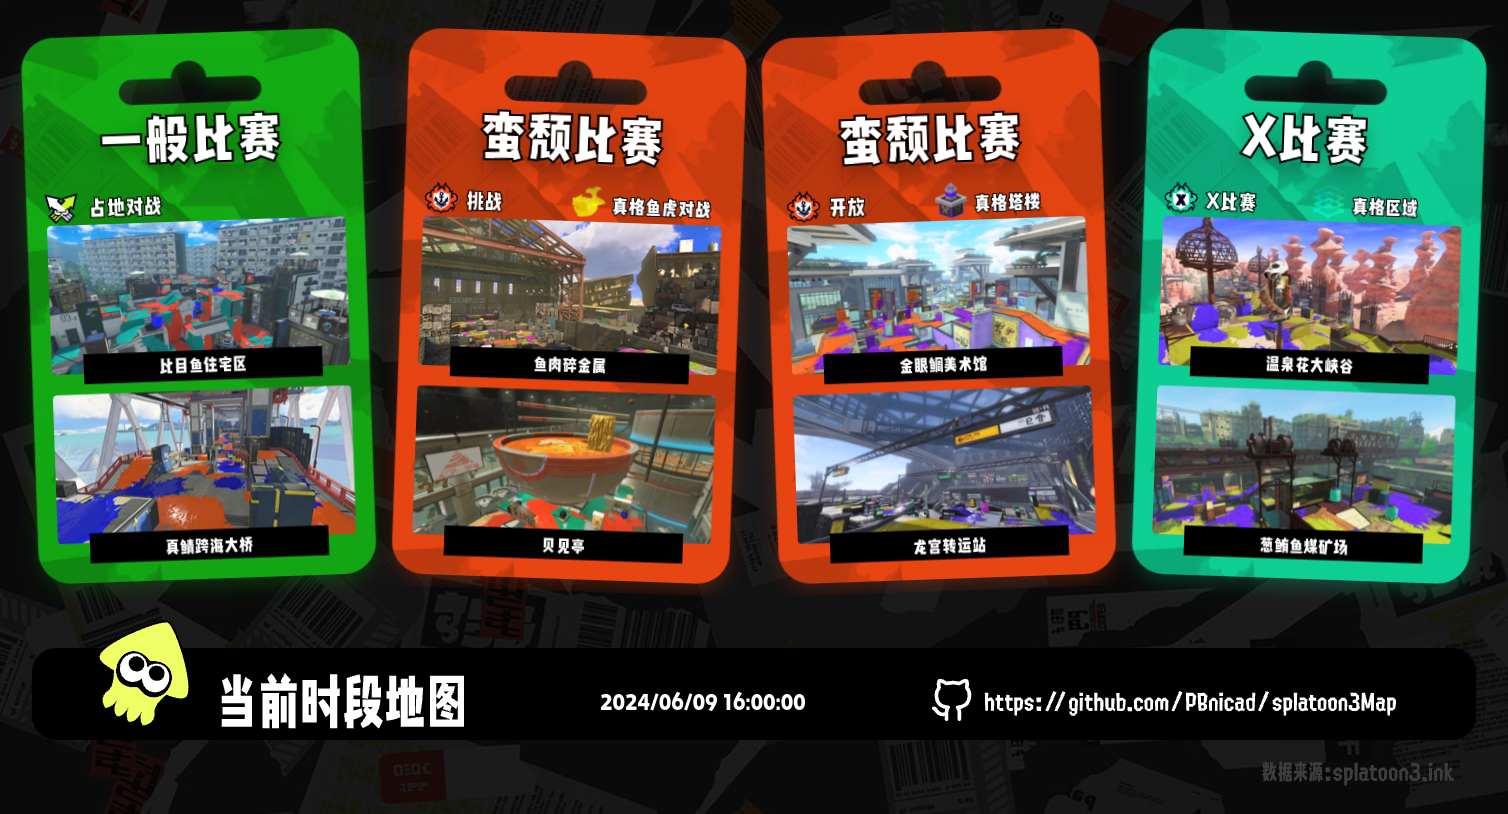 一般比赛
占地对战
比目鱼住宅区
真鲭跨海大桥
蛮颓比赛
挑战
真格鱼虎对战
鱼肉碎金属
贝见亭
蛮颓比赛
开放
真格塔楼
金眼鲷美术馆
龙宫转运站
X比赛
X比赛
真格区域
温泉花大峡谷
葱鲔鱼煤矿场
当前时段地图
2024/06/09 16:00:00
https://github.com/PBnicad/splatoon3Map
数据来源:splatoon3.ink